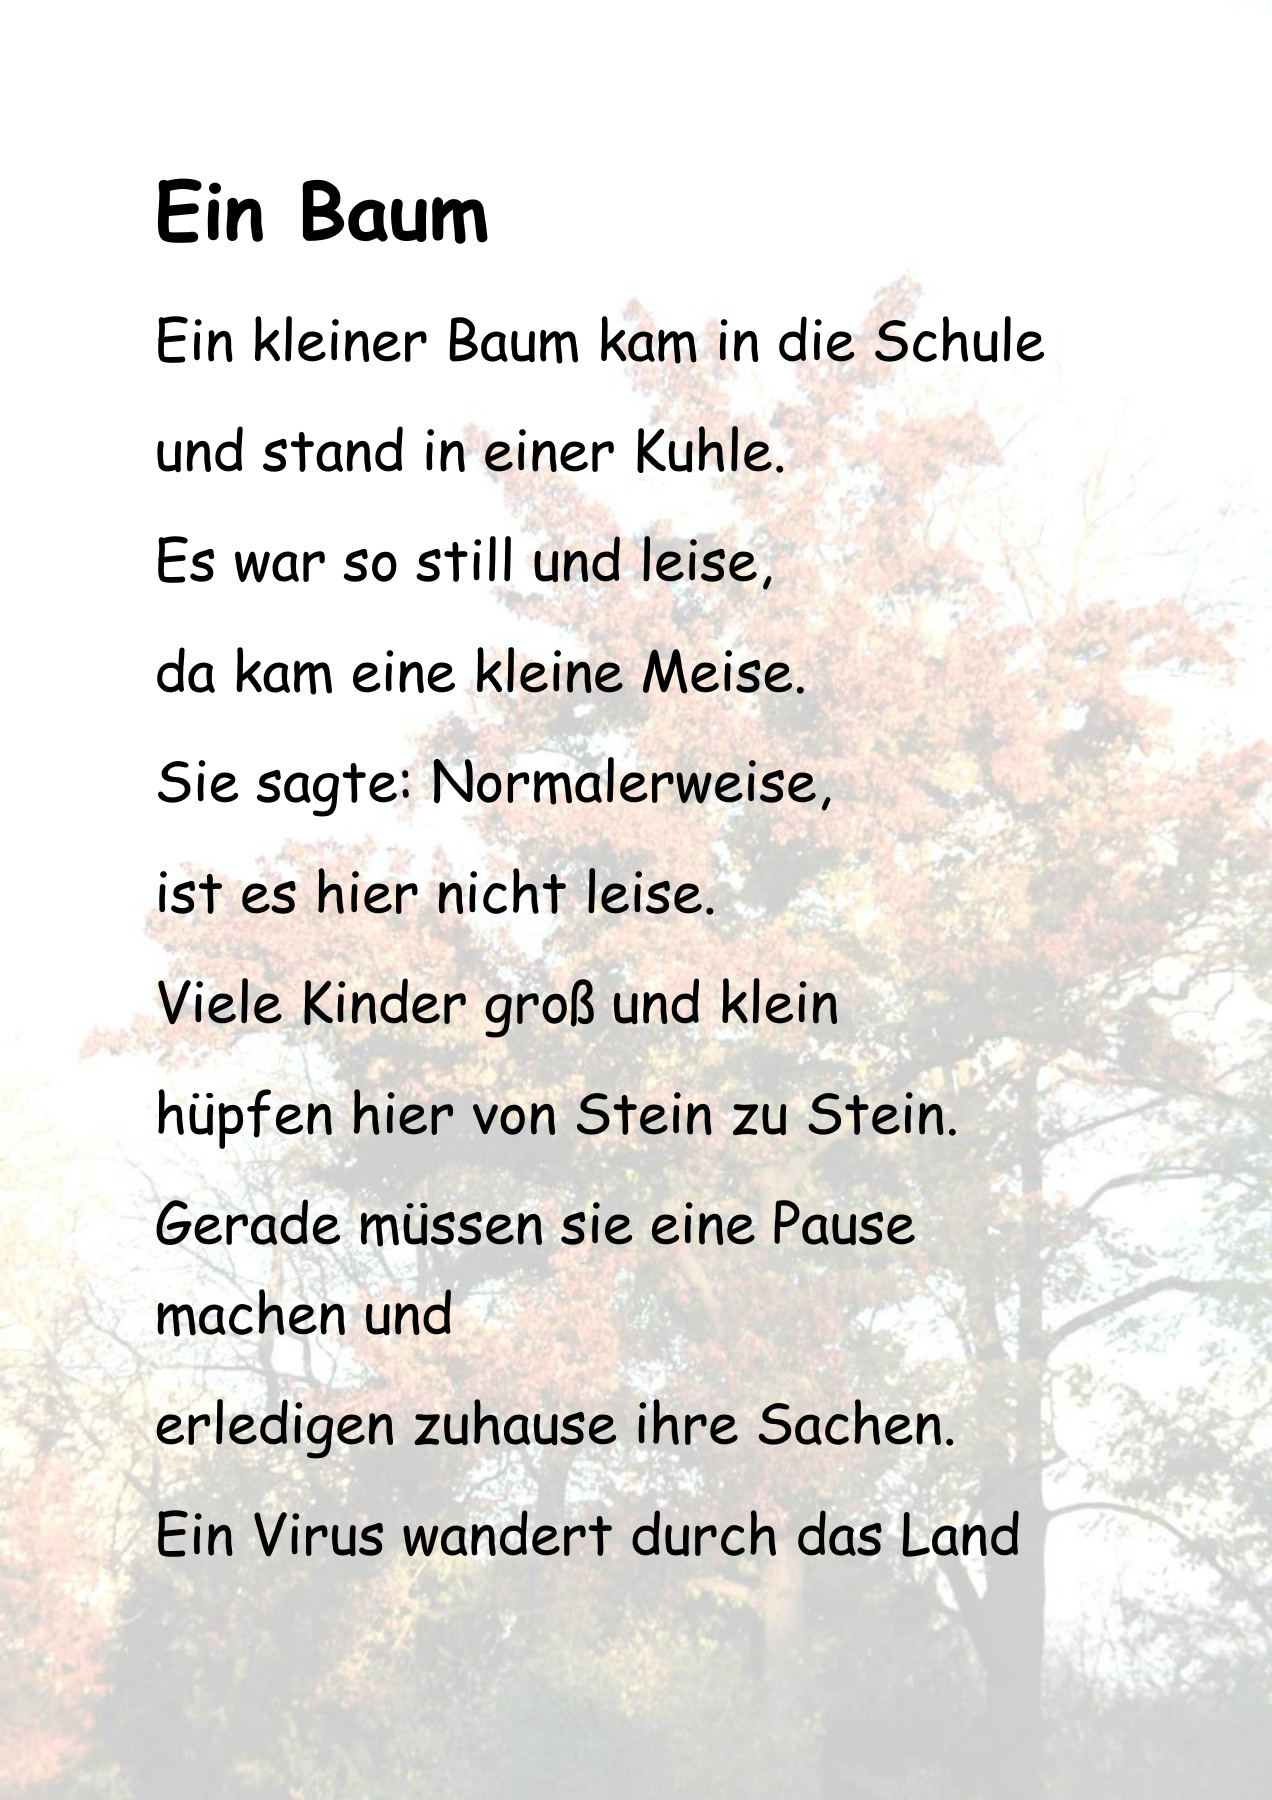 Ein Baum
Ein kleiner Baum kam in die Schule
und stand in einer Kuhle.
Es war so still und leise,
da kam eine kleine Meise.
Sie sagte: Normalerweise,
ist es hier nicht leise.
Viele Kinder groß und klein
hüpfen hier von Stein zu Stein.
Gerade müssen sie eine Pause
machen und
erledigen zuhause ihre Sachen.
Ein Virus wandert durch das Land